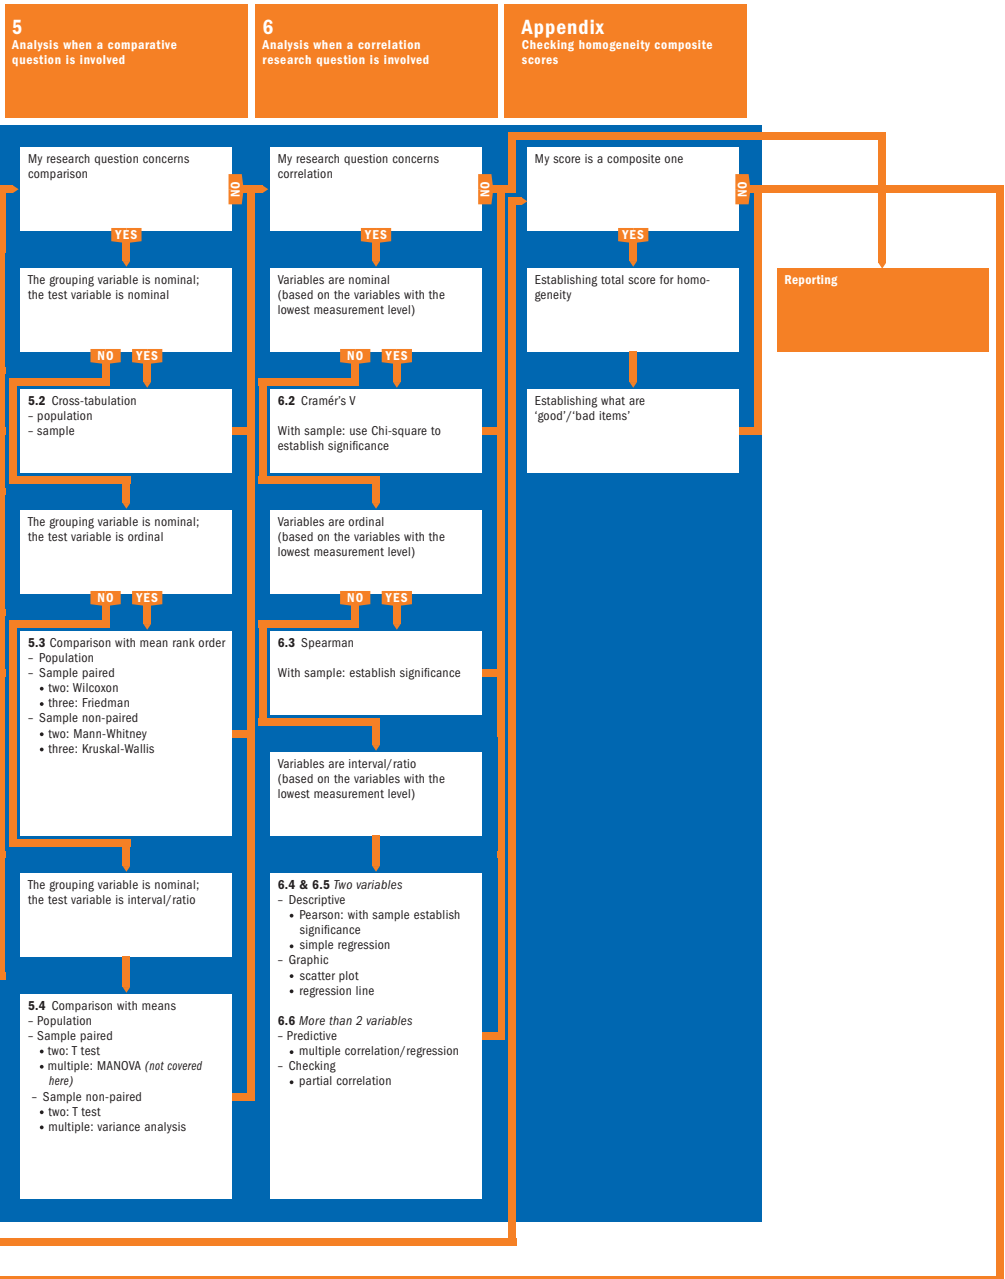 5
Analysis when a comparative
question is involved
6
Analysis when a correlation
research question is involved
Appendix
Checking homogeneity composite
scores
My research question concerns
comparison
NO
YES
The grouping variable is nominal;
the test variable is nominal
NO YES
5.2 Cross-tabulation
– population
– sample
The grouping variable is nominal;
the test variable is ordinal
NO YES
5.3 Comparison with mean rank order
– Population
– Sample paired
• two: Wilcoxon
• three: Friedman
– Sample non-paired
• two: Mann-Whitney
• three: Kruskal-Wallis
The grouping variable is nominal;
the test variable is interval/ratio
5.4 Comparison with means
– Population
– Sample paired
• two: T test
• multiple: MANOVA (not covered
here)
– Sample non-paired
• two: T test
• multiple: variance analysis
My research question concerns
correlation
NO
YES
Variables are nominal
(based on the variables with the
lowest measurement level)
NO YES
6.2 Cramér's V
With sample: use Chi-square to
establish significance
Variables are ordinal
(based on the variables with the
lowest measurement level)
NO YES
6.3 Spearman
With sample: establish significance
Variables are interval/ratio
(based on the variables with the
lowest measurement level)
6.4 & 6.5 Two variables
– Descriptive
• Pearson: with sample establish
significance
• simple regression
– Graphic
• scatter plot
• regression line
6.6 More than 2 variables
– Predictive
• multiple correlation/regression
– Checking
• partial correlation
My score is a composite one
NO
YES
Establishing total score for homo-
geneity
Establishing what are
‘good’/‘bad items’
Reporting